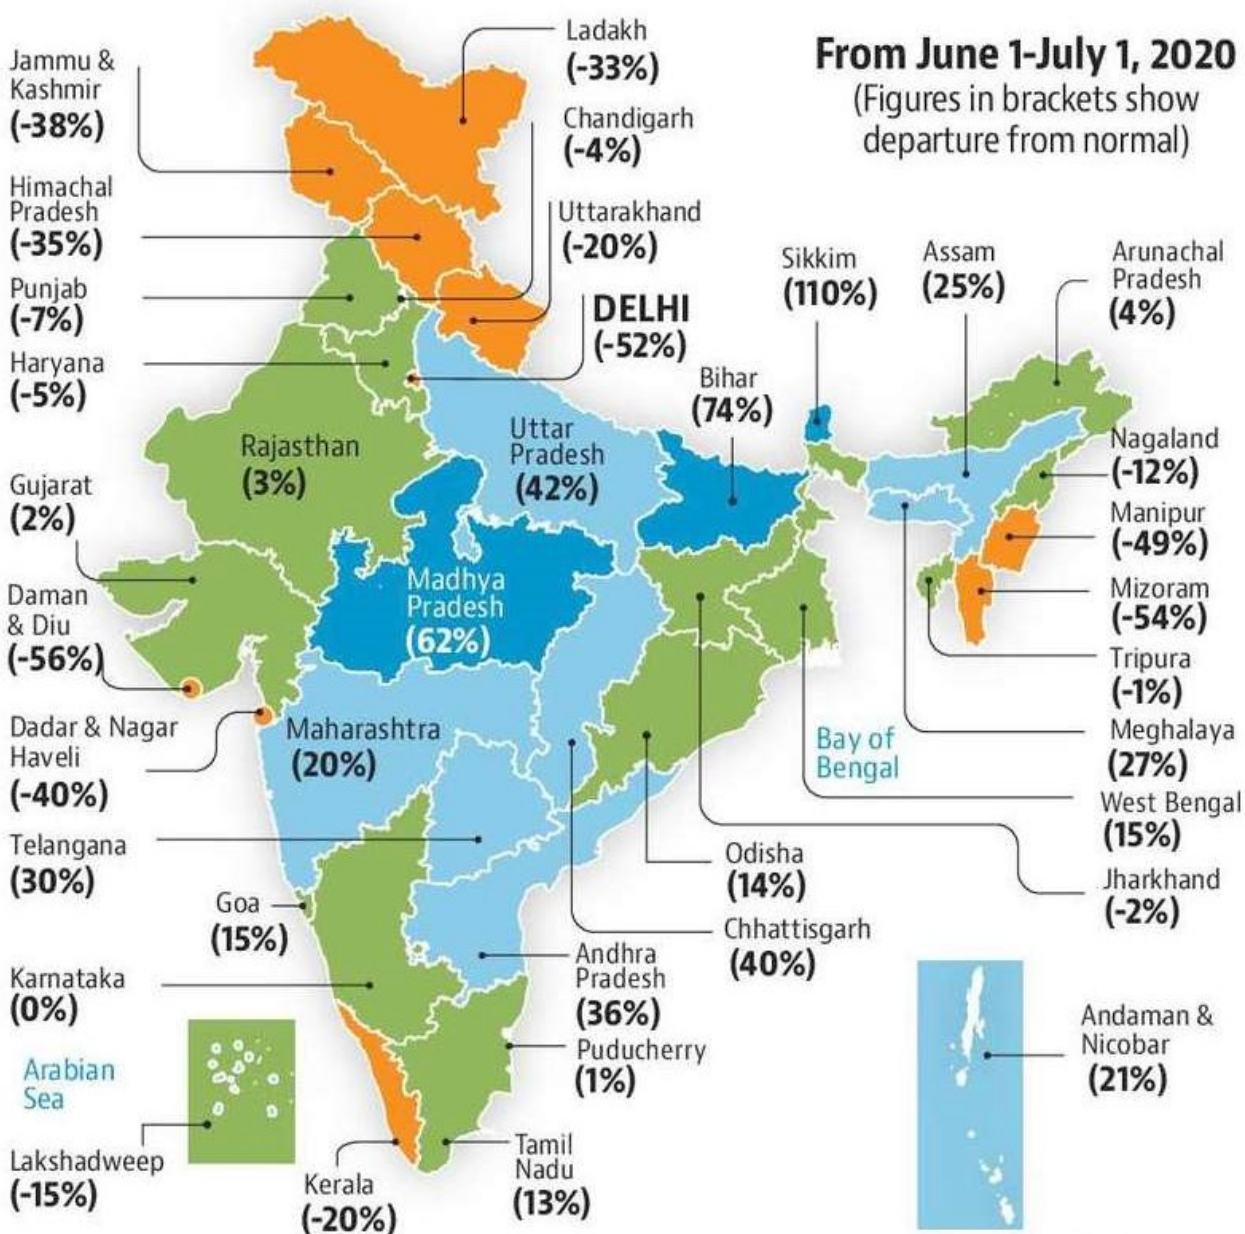 From June 1-July 1, 2020
(Figures in brackets show
departure from normal)
Ladakh
(-33%)
Jammu &
Kashmir
(-38%)
Chandigarh
(-4%)
Himachal
Pradesh
(-35%)
Uttarakhand
(-20%)
Punjab
(-7%)
DELHI
(-52%)
Haryana
(-5%)
Sikkim
(110%)
Assam
(25%)
Arunachal
Pradesh
(4%)
Bihar
(74%)
Rajasthan
(3%)
Uttar
Pradesh
(42%)
Nagaland
(-12%)
Gujarat
(2%)
Manipur
(-49%)
Daman
& Diu
(-56%)
Madhya
Pradesh
(62%)
Mizoram
(-54%)
Tripura
(-1%)
Dadar & Nagar
Haveli
(-40%)
Maharashtra
(20%)
Bay of
Bengal
Meghalaya
(27%)
West Bengal
(15%)
Telangana
(30%)
Odisha
(14%)
Jharkhand
(-2%)
Goa
(15%)
Chhattisgarh
(40%)
Karnataka
(0%)
Andhra
Pradesh
(36%)
Puducherry
(1%)
Andaman &
Nicobar
(21%)
Arabian
Sea
Lakshadweep
(-15%)
Kerala
(-20%)
Tamil
Nadu
(13%)